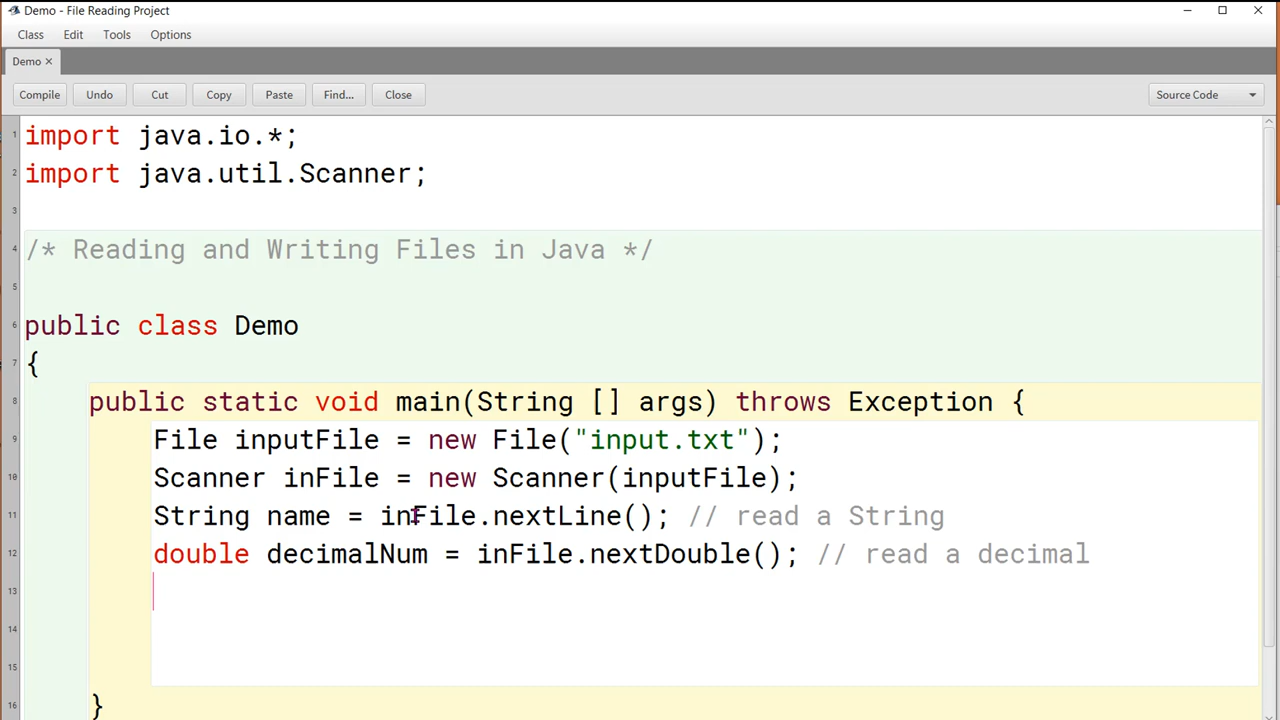 Demo - File Reading Project
Class Edit Tools Options
Demo ×
Compile Undo Cut Copy Paste Find... Close Source Code
1 import java.io.*;
2 import java.util.Scanner;
3
4 /* Reading and Writing Files in Java */
5
6 public class Demo
7 {
8 public static void main(String [] args) throws Exception {
9 File inputFile = new File("input.txt");
10 Scanner inFile = new Scanner(inputFile);
11 String name = inFile.nextLine(); // read a String
12 double decimalNum = inFile.nextDouble(); // read a decimal
13
14
15
16 }